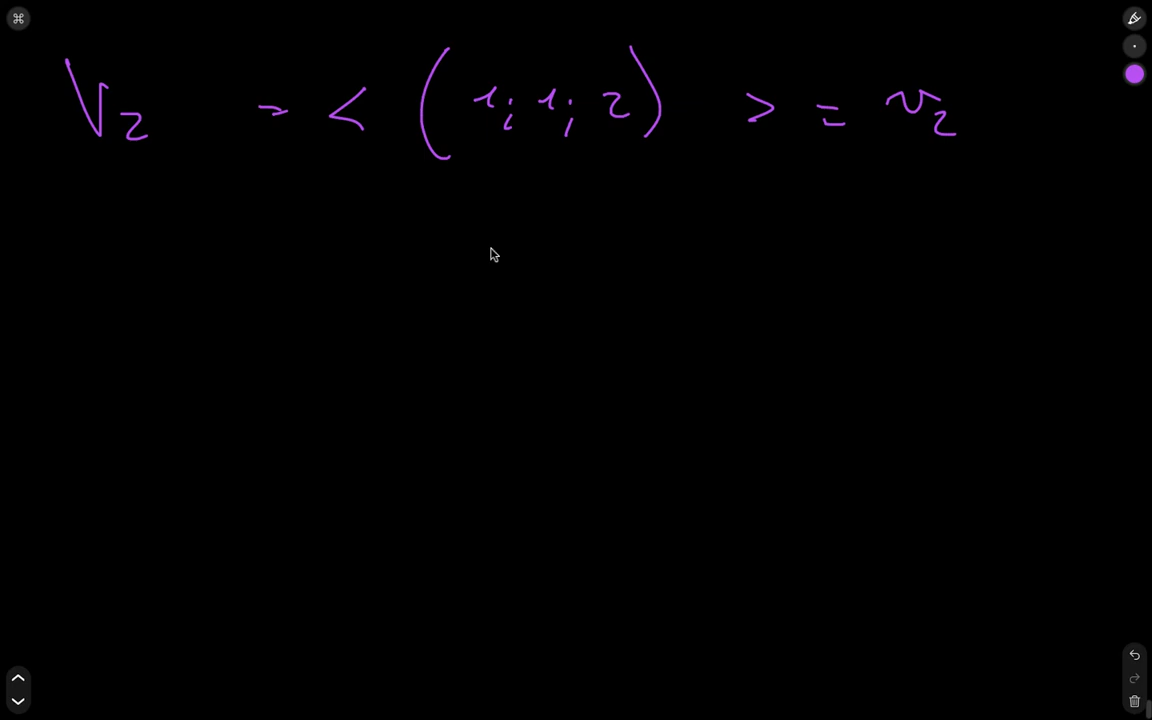 V₂ = < (1; 1; 2) > = v₂